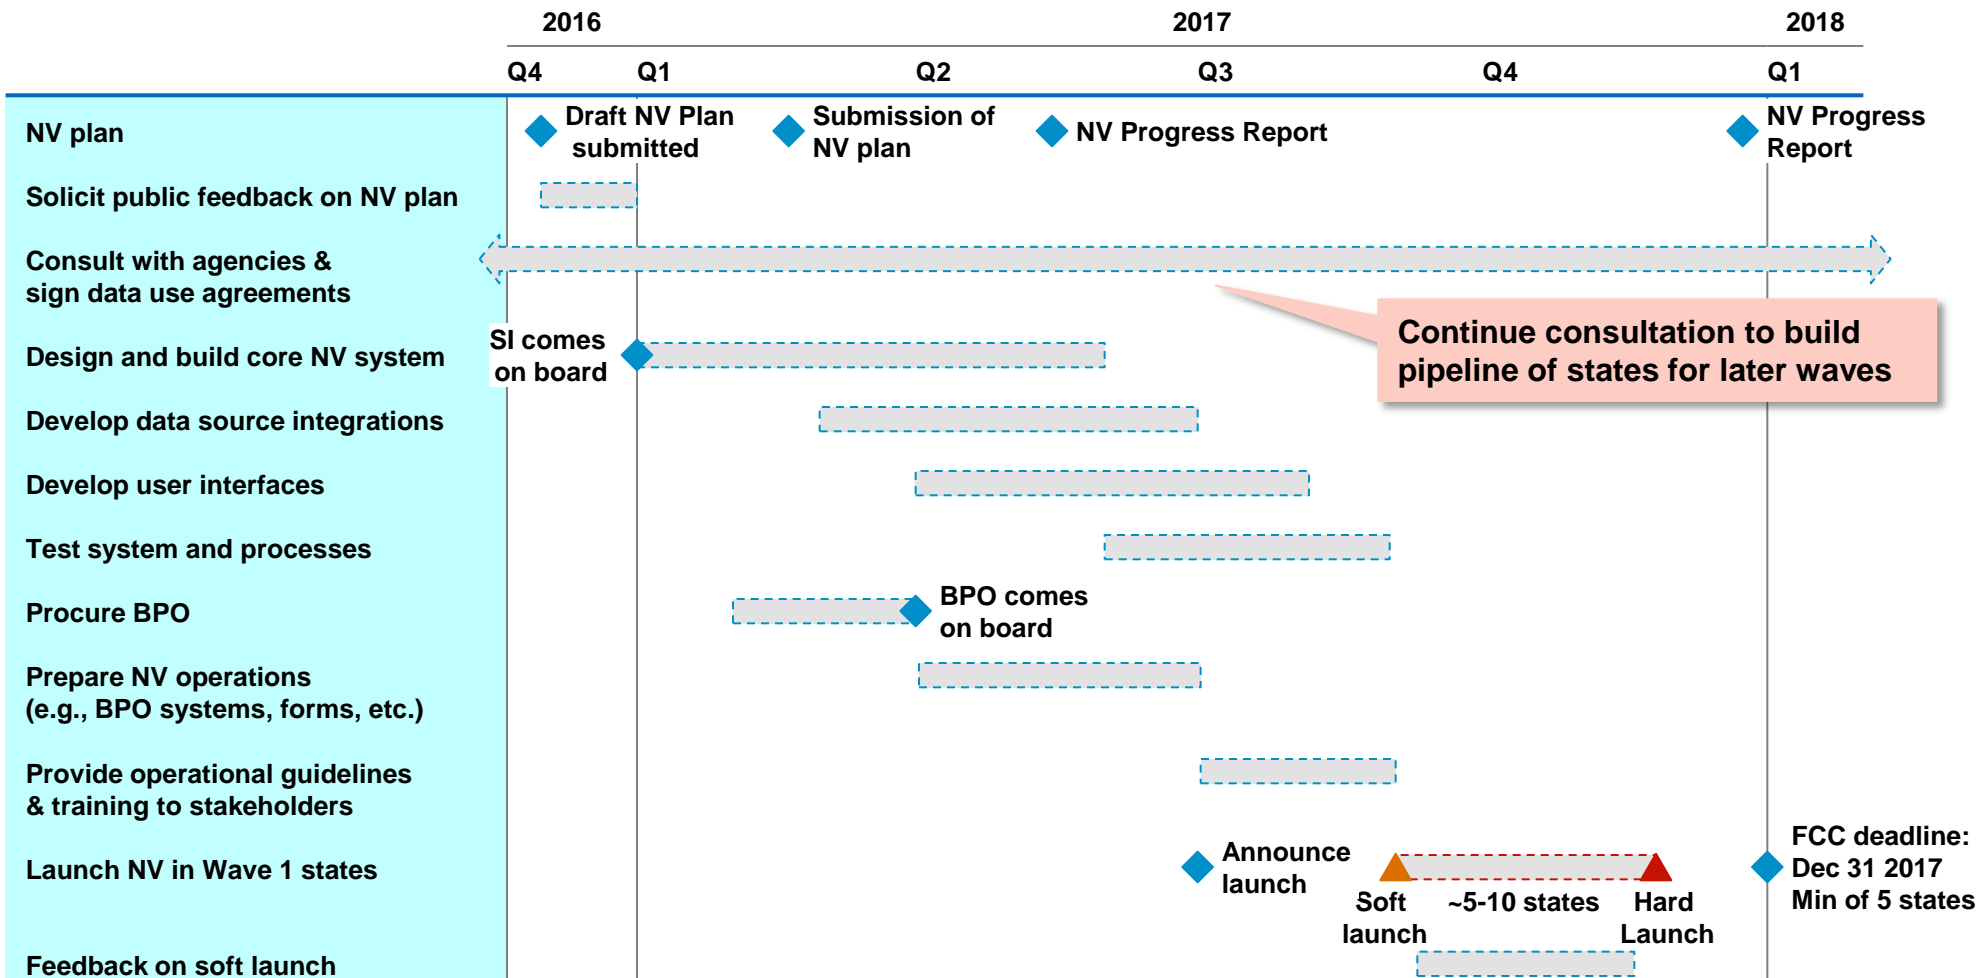 2016 2017 2018
Q4 Q1 Q2 Q3 Q4 Q1
NV plan
Draft NV Plan
submitted
Submission of
NV plan
NV Progress Report
NV Progress
Report
Solicit public feedback on NV plan
Consult with agencies &
sign data use agreements
Continue consultation to build
pipeline of states for later waves
Design and build core NV system
SI comes
on board
Develop data source integrations
Develop user interfaces
Test system and processes
Procure BPO
BPO comes
on board
Prepare NV operations
(e.g., BPO systems, forms, etc.)
Provide operational guidelines
& training to stakeholders
Launch NV in Wave 1 states
Announce
launch
Soft
launch
~5-10 states
Hard
Launch
FCC deadline:
Dec 31 2017
Min of 5 states
Feedback on soft launch